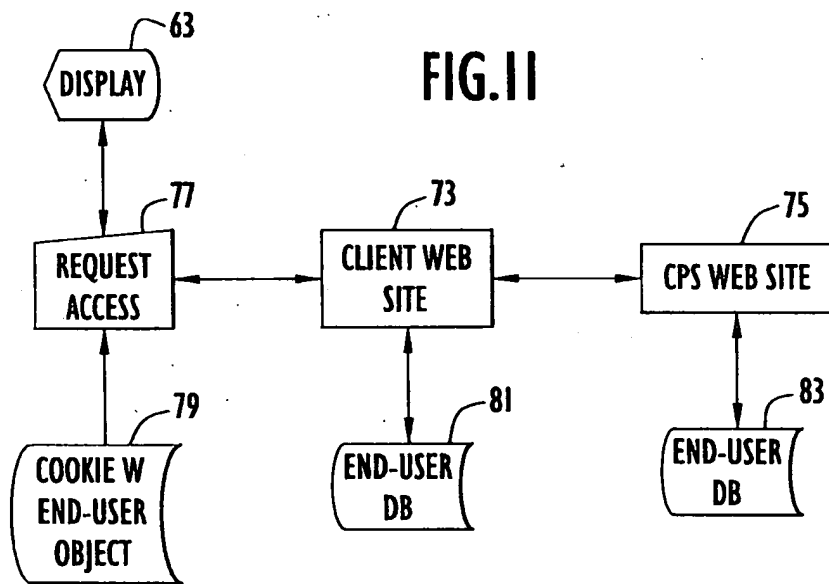 63
DISPLAY
FIG.11
77
REQUEST
ACCESS
73
CLIENT WEB
SITE
75
CPS WEB SITE
79
COOKIE W
END-USER
OBJECT
81
END-USER
DB
83
END-USER
DB